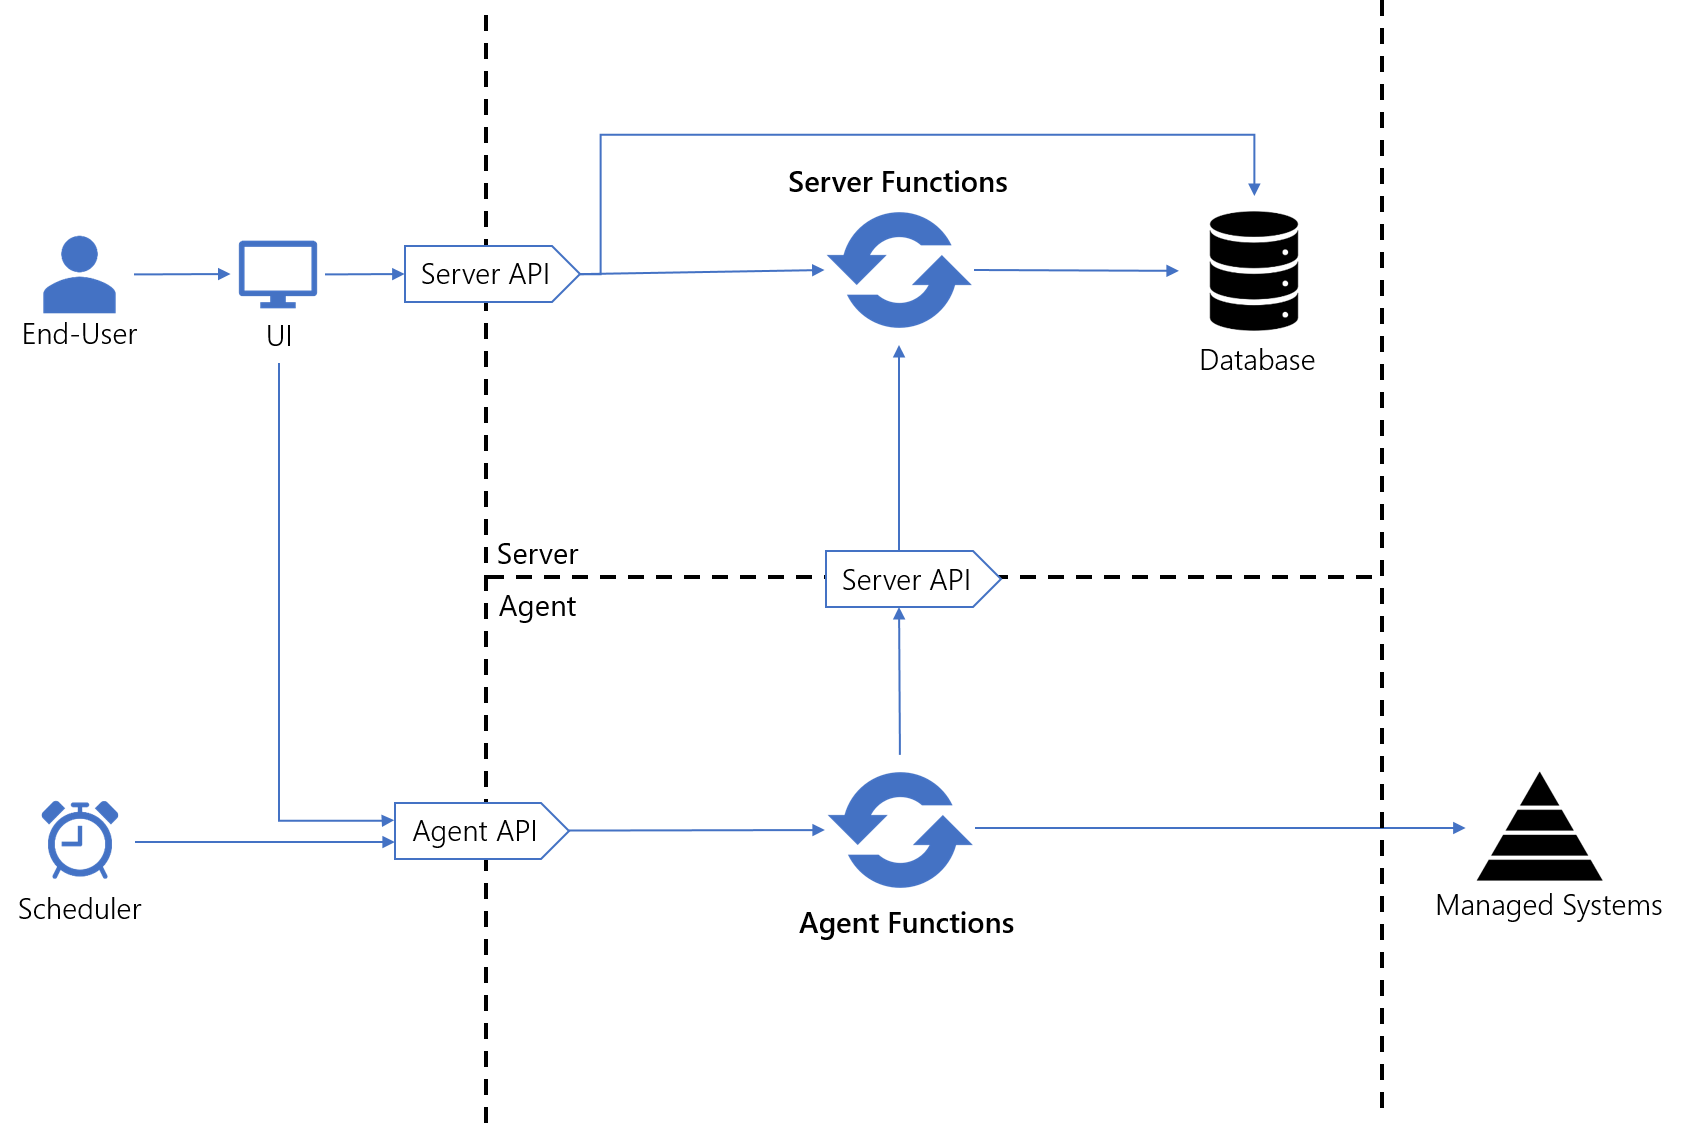 Server Functions
Server API
End-User
UI
Database
Server
Server API
Agent
Agent API
Scheduler
Managed Systems
Agent Functions